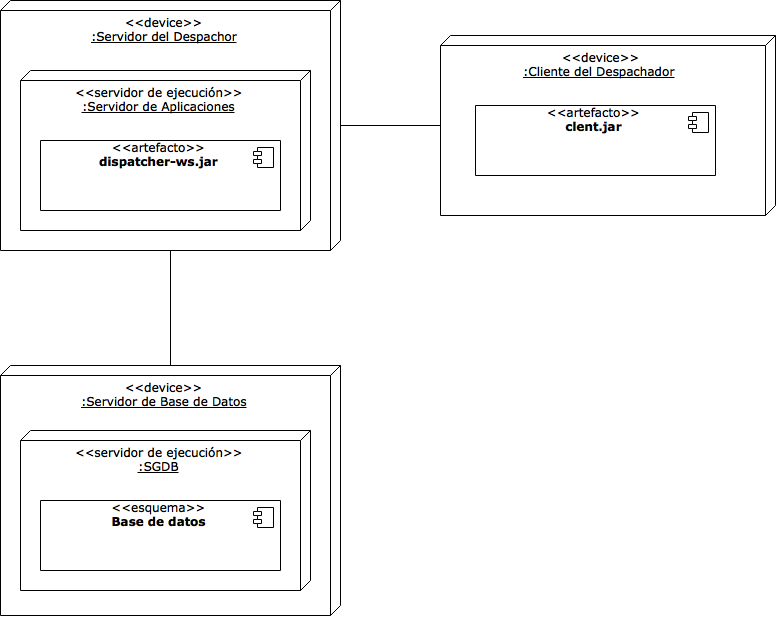 <<device>>
:Servidor del Despachor
<<servidor de ejecución>>
:Servidor de Aplicaciones
<<artefacto>>
dispatcher-ws.jar
<<device>>
:Cliente del Despachador
<<artefacto>>
clent.jar
<<device>>
:Servidor de Base de Datos
<<servidor de ejecución>>
:SGDB
<<esquema>>
Base de datos